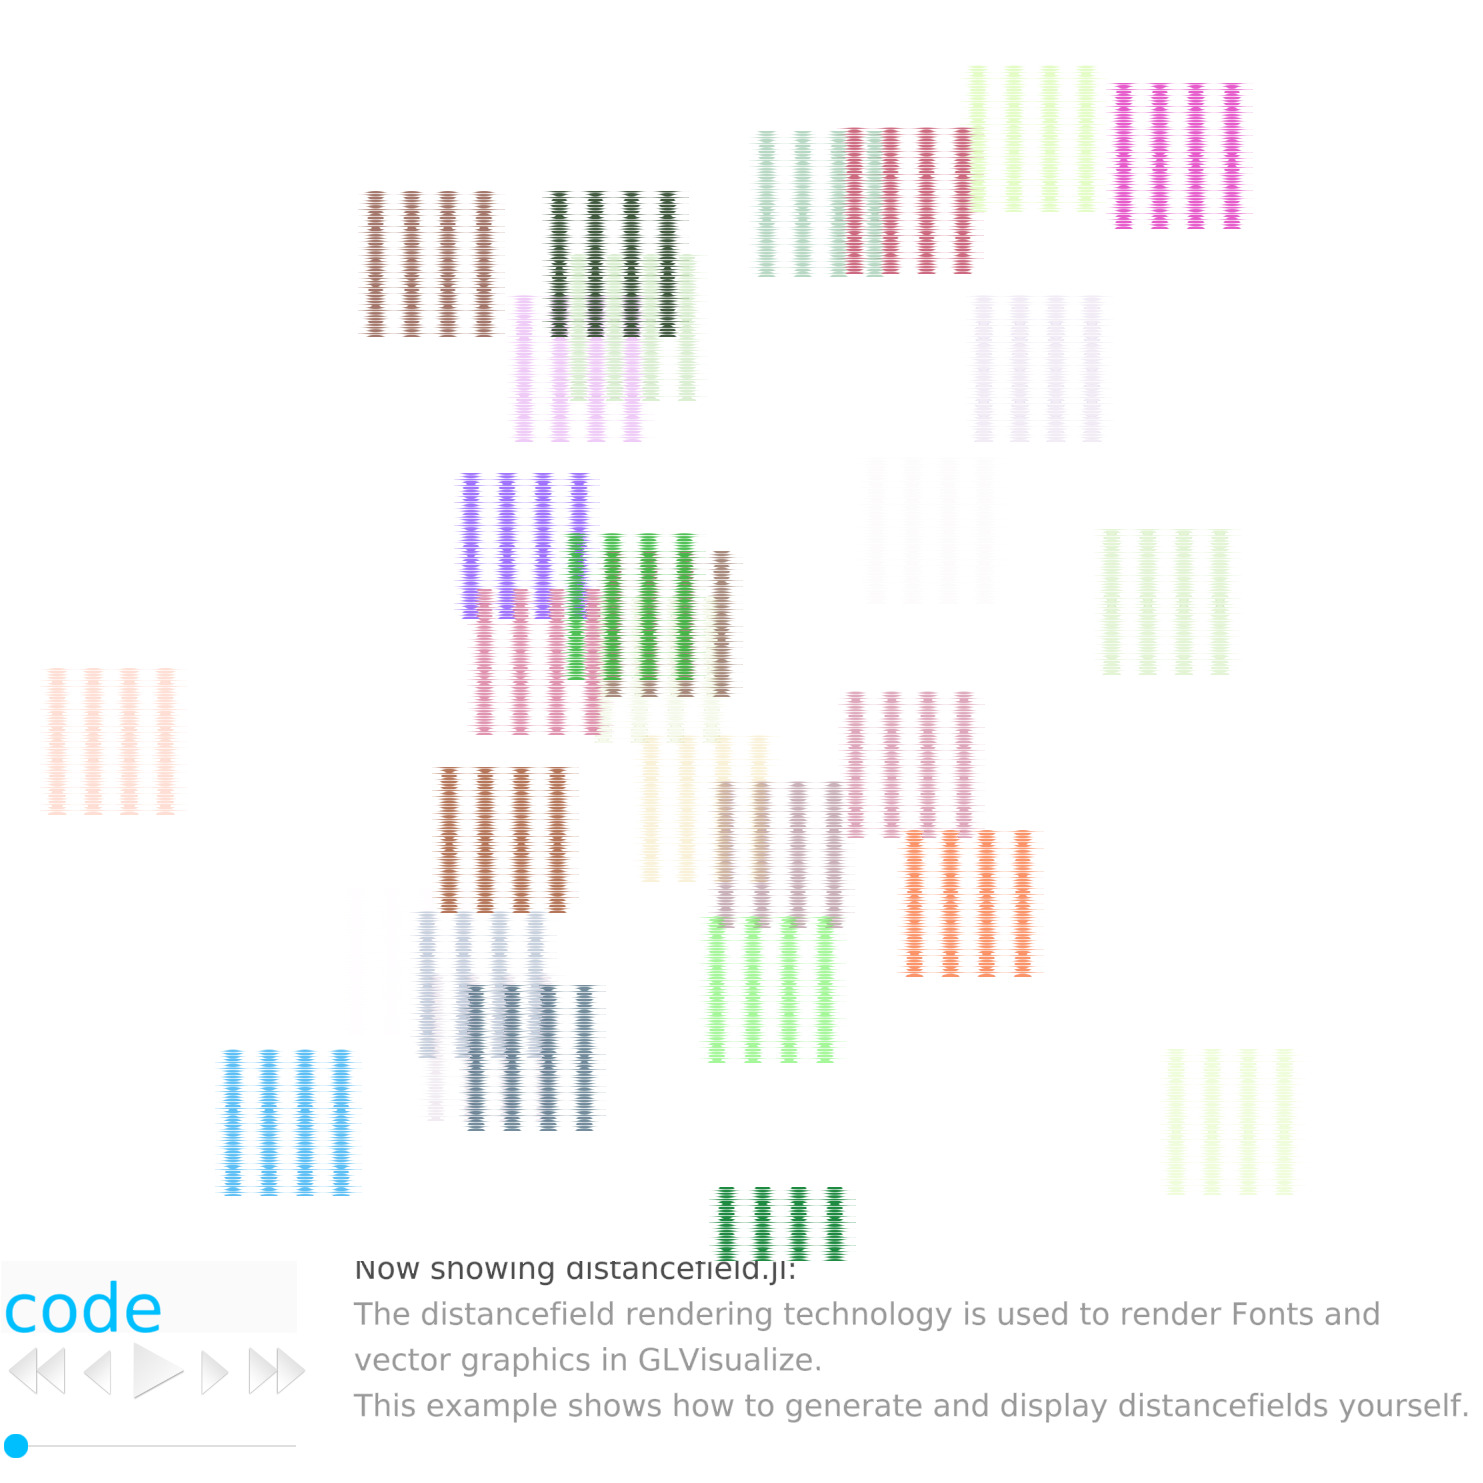 Now showing distancefield.jl:
code
The distancefield rendering technology is used to render Fonts and
vector graphics in GLVisualize.
This example shows how to generate and display distancefields yourself.